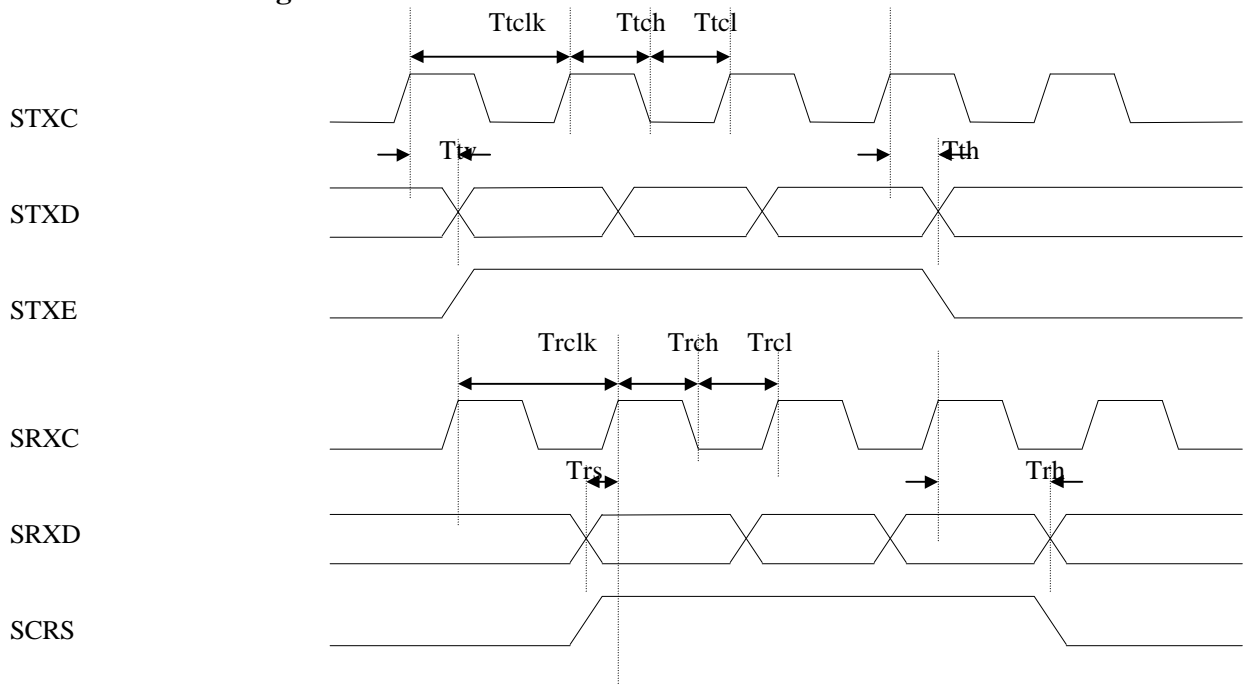 Ttclk Ttch Ttcl
STXC
Ttv Tth
STXD
STXE
Trclk Trch Trcl
SRXC
Trs Trh
SRXD
SCRS